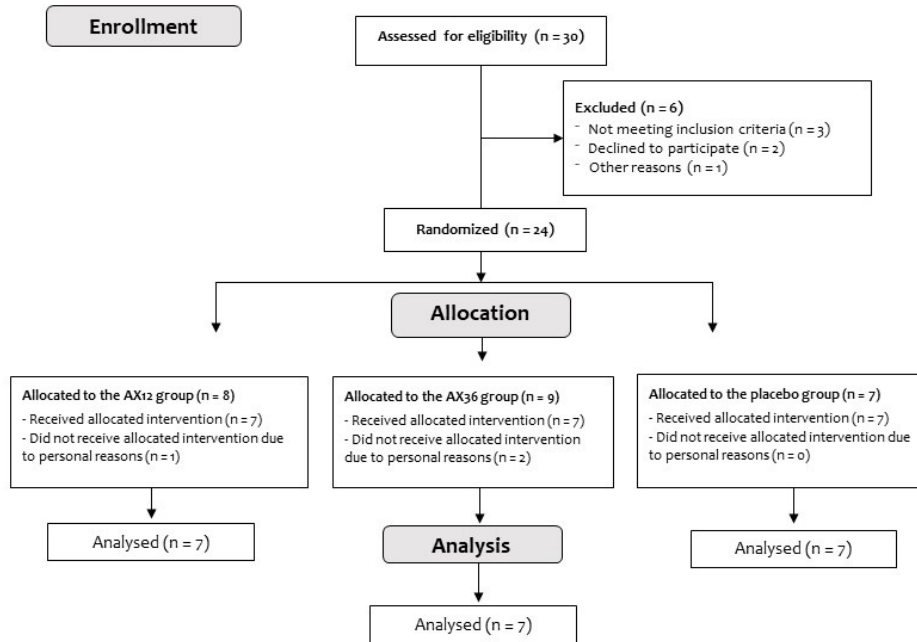 Enrollment
Assessed for eligibility (n = 30)
Excluded (n = 6)
- Not meeting inclusion criteria (n = 3)
- Declined to participate (n = 2)
- Other reasons (n = 1)
Randomized (n = 24)
Allocation
Allocated to the AX12 group (n = 8)
- Received allocated intervention (n = 7)
- Did not receive allocated intervention due
to personal reasons (n = 1)
Allocated to the AX36 group (n = 9)
- Received allocated intervention (n = 7)
- Did not receive allocated intervention
due to personal reasons (n = 2)
Allocated to the placebo group (n = 7)
- Received allocated intervention (n = 7)
- Did not receive allocated intervention due
to personal reasons (n = 0)
Analysed (n = 7)
Analysis
Analysed (n = 7)
Analysed (n = 7)